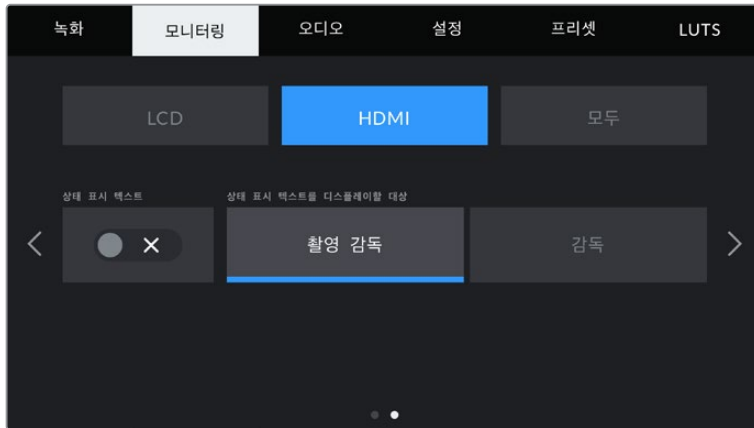 녹화 모니터링 오디오 설정 프리셋 LUTS
LCD HDMI 모두
상태 표시 텍스트 상태 표시 텍스트를 디스플레이할 대상
촬영 감독 감독